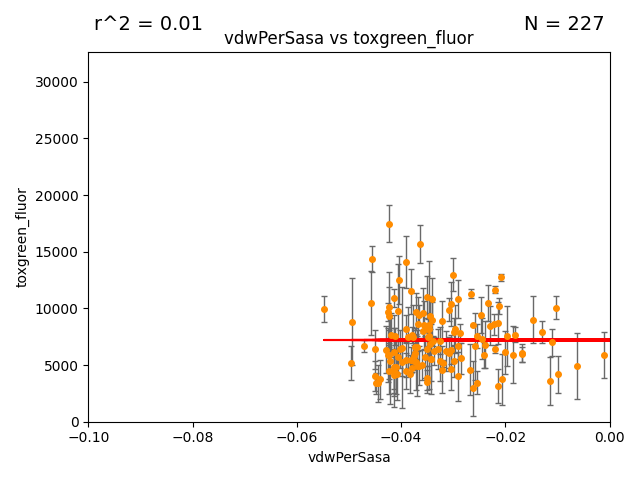 r^2 = 0.01
N = 227
vdwPerSasa vs toxgreen_fluor
toxgreen_fluor
30000
25000
20000
15000
10000
5000
0
−0.10
−0.08
−0.06
−0.04
−0.02
0.00
vdwPerSasa